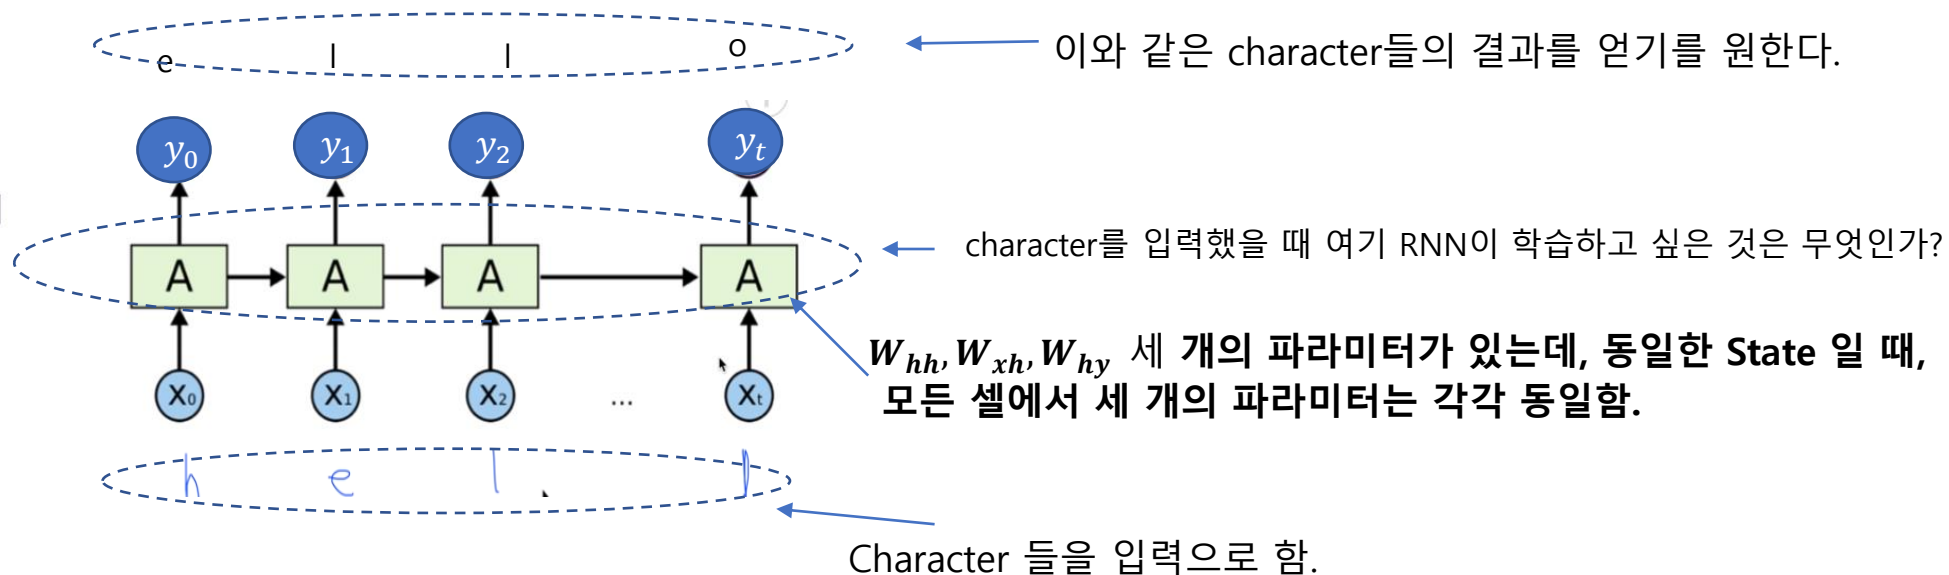 e l l o
이와 같은 character들의 결과를 얻기를 원한다.
y₀ y₁ y₂ yₜ
character를 입력했을 때 여기 RNN이 학습하고 싶은 것은 무엇인가?
A A A A
W_hh, W_xh, W_hy 세 개의 파라미터가 있는데, 동일한 State 일 때,
모든 셀에서 세 개의 파라미터는 각각 동일함.
X₀ X₁ X₂ ... Xₜ
h e l l
Character 들을 입력으로 함.